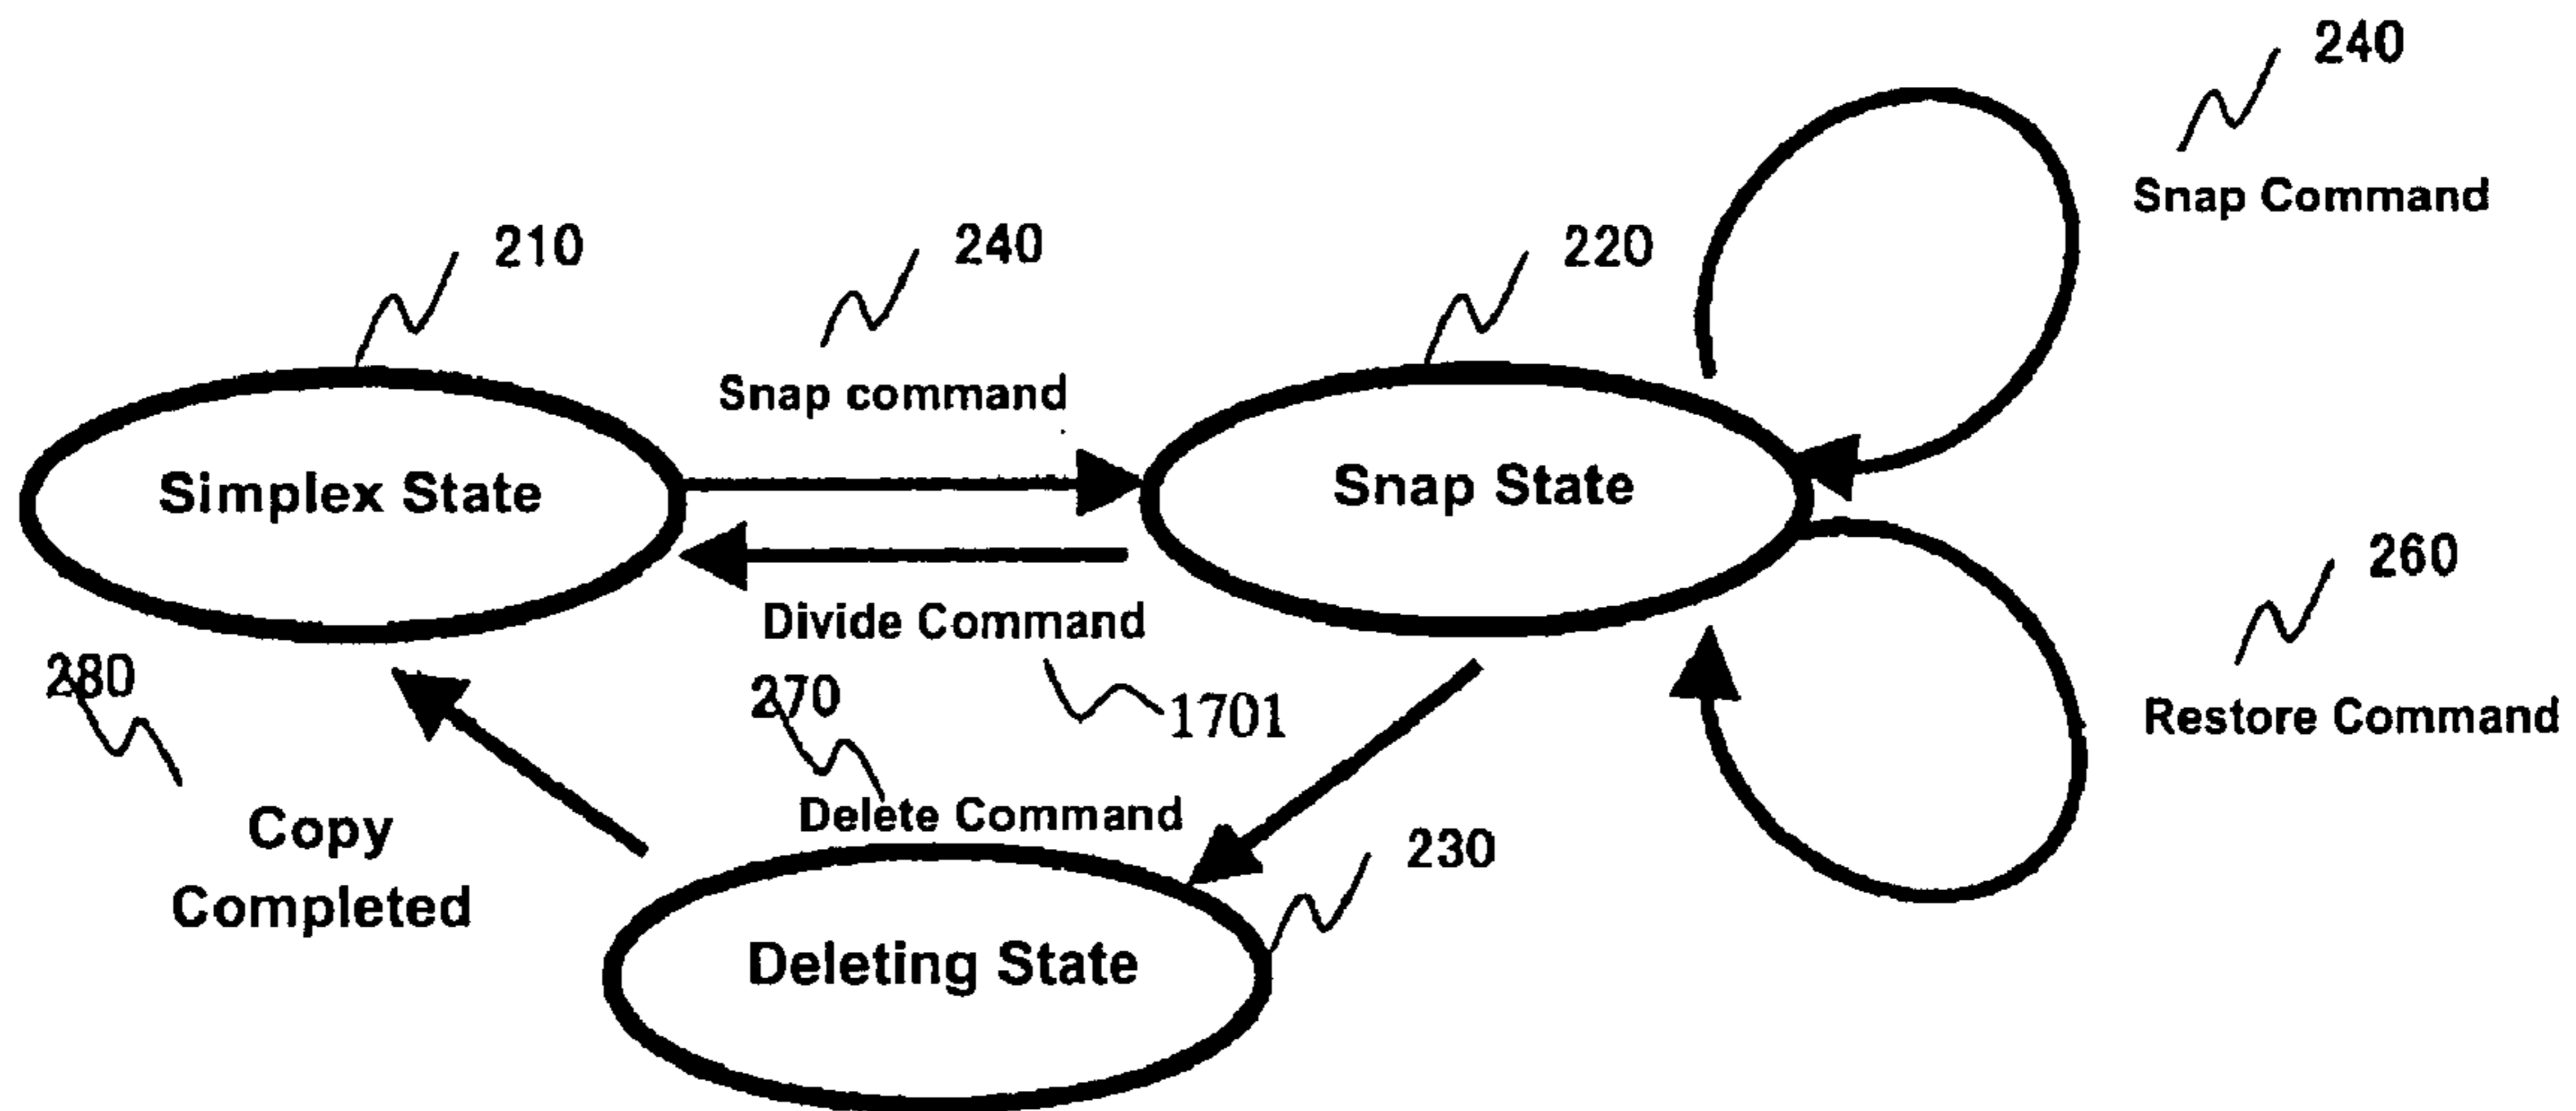 240
Snap Command
210
240
220
Snap command
Simplex State
Snap State
260
Divide Command
Restore Command
280
270
1701
Delete Command
Copy
Completed
230
Deleting State